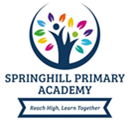 SPRINGHILL PRIMARY
ACADEMY
Reach High, Learn Together